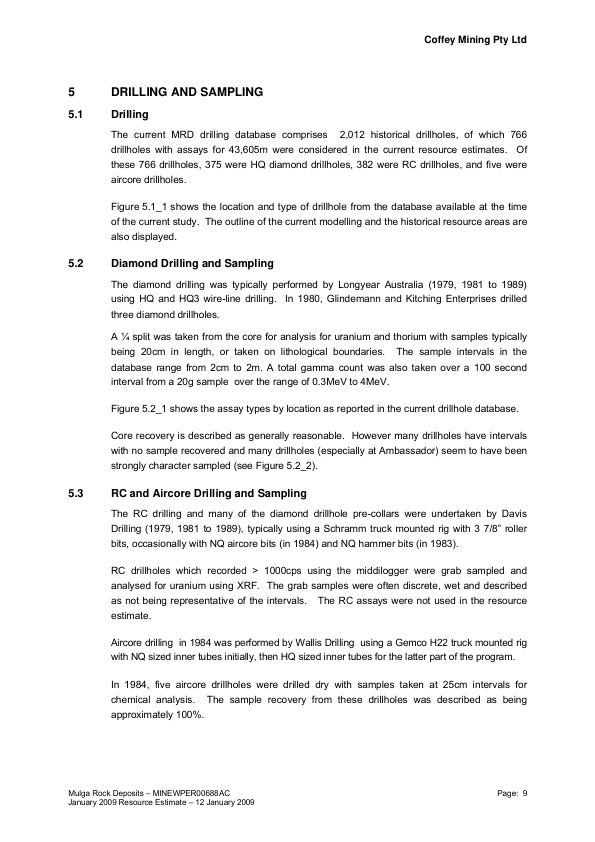 Coffey Mining Pty Ltd
5 DRILLING AND SAMPLING
5.1 Drilling
The current MRD drilling database comprises 2,012 historical drillholes, of which 766
drillholes with assays for 43,605m were considered in the current resource estimates. Of
these 766 drillholes, 375 were HQ diamond drillholes, 382 were RC drillholes, and five were
aircore drillholes.
Figure 5.1_1 shows the location and type of drillhole from the database available at the time
of the current study. The outline of the current modelling and the historical resource areas are
also displayed.
5.2 Diamond Drilling and Sampling
The diamond drilling was typically performed by Longyear Australia (1979, 1981 to 1989)
using HQ and HQ3 wire-line drilling. In 1980, Glindemann and Kitching Enterprises drilled
three diamond drillholes.
A ¼ split was taken from the core for analysis for uranium and thorium with samples typically
being 20cm in length, or taken on lithological boundaries. The sample intervals in the
database range from 2cm to 2m. A total gamma count was also taken over a 100 second
interval from a 20g sample over the range of 0.3MeV to 4MeV.
Figure 5.2_1 shows the assay types by location as reported in the current drillhole database.
Core recovery is described as generally reasonable. However many drillholes have intervals
with no sample recovered and many drillholes (especially at Ambassador) seem to have been
strongly character sampled (see Figure 5.2_2).
5.3 RC and Aircore Drilling and Sampling
The RC drilling and many of the diamond drillhole pre-collars were undertaken by Davis
Drilling (1979, 1981 to 1989), typically using a Schramm truck mounted rig with 3 7/8” roller
bits, occasionally with NQ aircore bits (in 1984) and NQ hammer bits (in 1983).
RC drillholes which recorded > 1000cps using the middilogger were grab sampled and
analysed for uranium using XRF. The grab samples were often discrete, wet and described
as not being representative of the intervals. The RC assays were not used in the resource
estimate.
Aircore drilling in 1984 was performed by Wallis Drilling using a Gemco H22 truck mounted rig
with NQ sized inner tubes initially, then HQ sized inner tubes for the latter part of the program.
In 1984, five aircore drillholes were drilled dry with samples taken at 25cm intervals for
chemical analysis. The sample recovery from these drillholes was described as being
approximately 100%.
Mulga Rock Deposits – MINEWPER00688AC Page: 9
January 2009 Resource Estimate – 12 January 2009